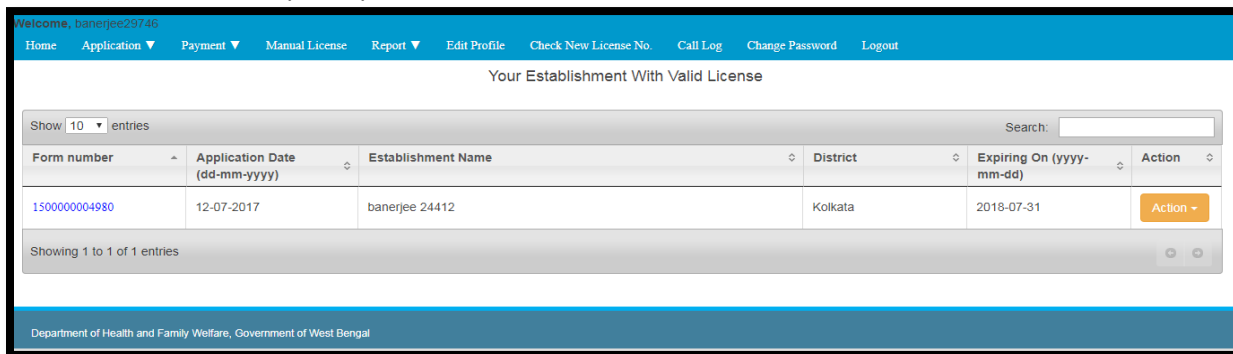 Welcome, banerjee29746
Home Application ▼ Payment ▼ Manual License Report ▼ Edit Profile Check New License No. Call Log Change Password Logout
Your Establishment With Valid License
Show 10 entries Search:
Form number Application Date (dd-mm-yyyy) Establishment Name District Expiring On (yyyy-mm-dd) Action
1500000004980 12-07-2017 banerjee 24412 Kolkata 2018-07-31 Action
Showing 1 to 1 of 1 entries
Department of Health and Family Welfare, Government of West Bengal